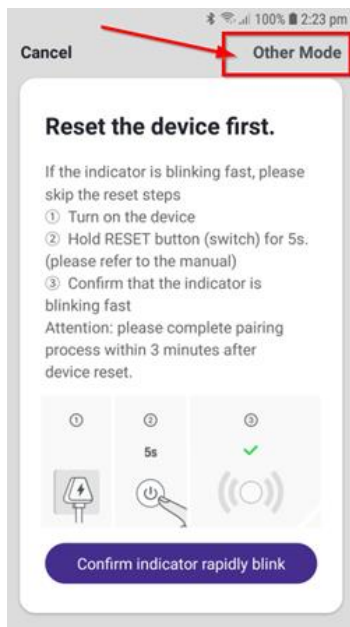 100% 2:23 pm
Cancel Other Mode
Reset the device first.
If the indicator is blinking fast, please
skip the reset steps
① Turn on the device
② Hold RESET button (switch) for 5s.
(please refer to the manual)
③ Confirm that the indicator is
blinking fast
Attention: please complete pairing
process within 3 minutes after
device reset.
① ② ③
5s
Confirm indicator rapidly blink